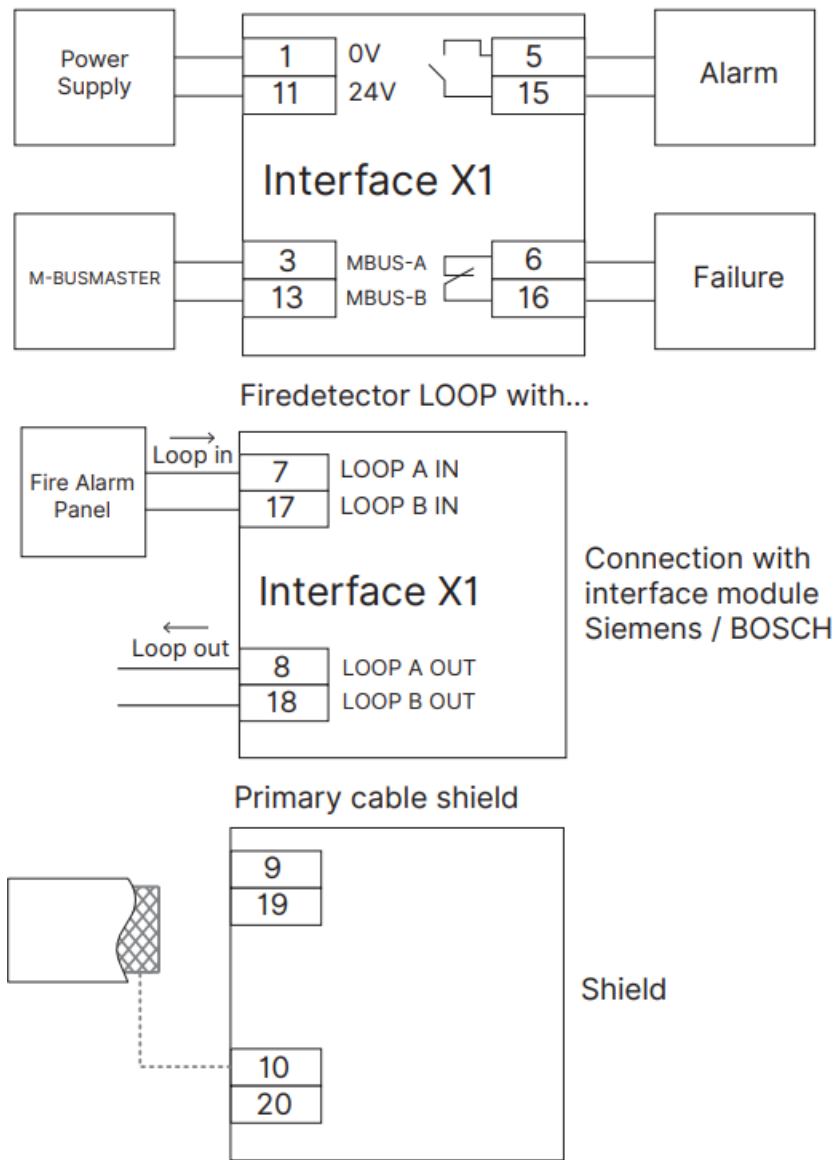 Power
Supply
1 0V
11 24V
5
15
Alarm
Interface X1
M-BUSMASTER
3 MBUS-A
13 MBUS-B
6
16
Failure
Firedetector LOOP with...
Fire Alarm
Panel
Loop in
7 LOOP A IN
17 LOOP B IN
Interface X1
Loop out
8 LOOP A OUT
18 LOOP B OUT
Connection with
interface module
Siemens / BOSCH
Primary cable shield
9
19
10
20
Shield